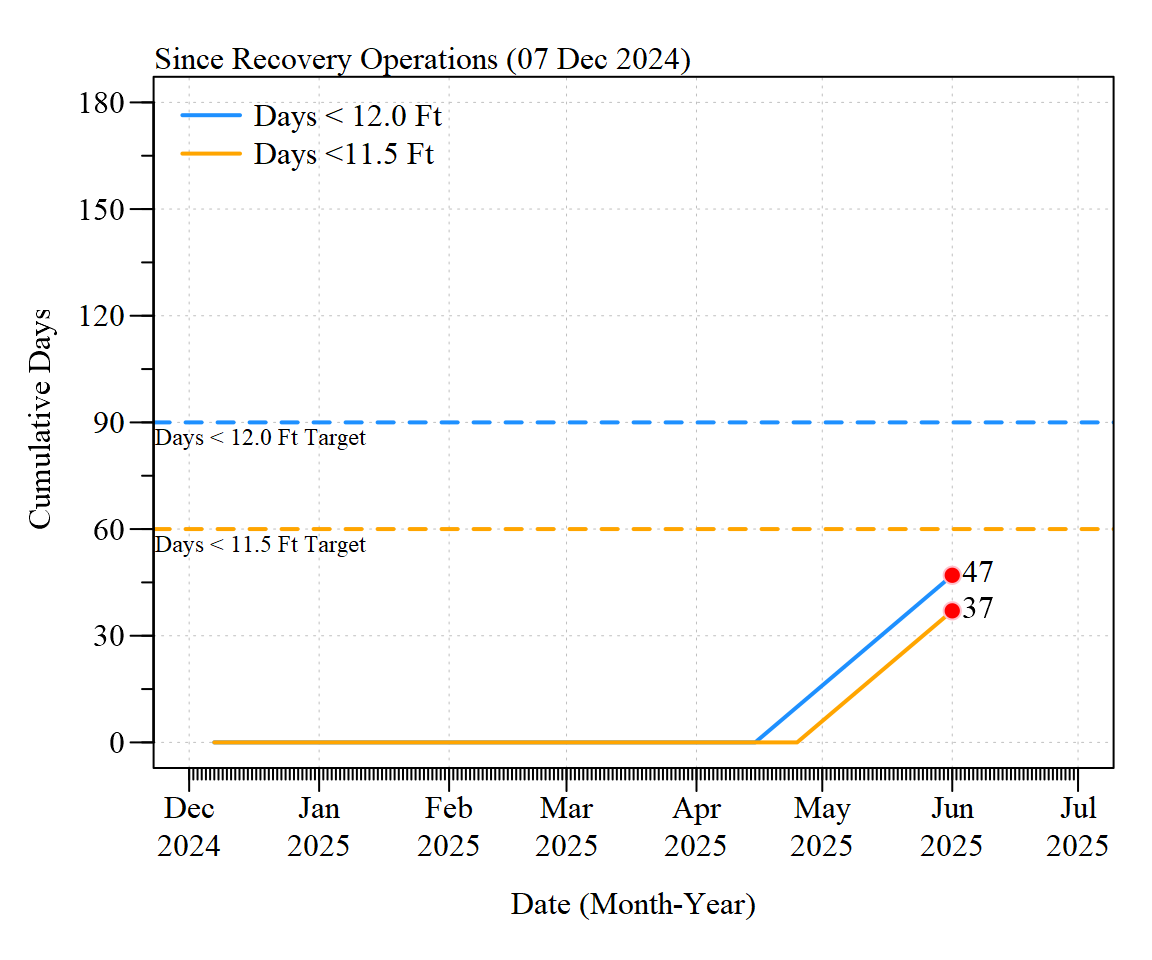 Since Recovery Operations (07 Dec 2024)
180
Days < 12.0 Ft
Days <11.5 Ft
150
120
Cumulative Days
90
Days < 12.0 Ft Target
60
Days < 11.5 Ft Target
47
37
30
0
Dec Jan Feb Mar Apr May Jun Jul
2024 2025 2025 2025 2025 2025 2025 2025
Date (Month-Year)